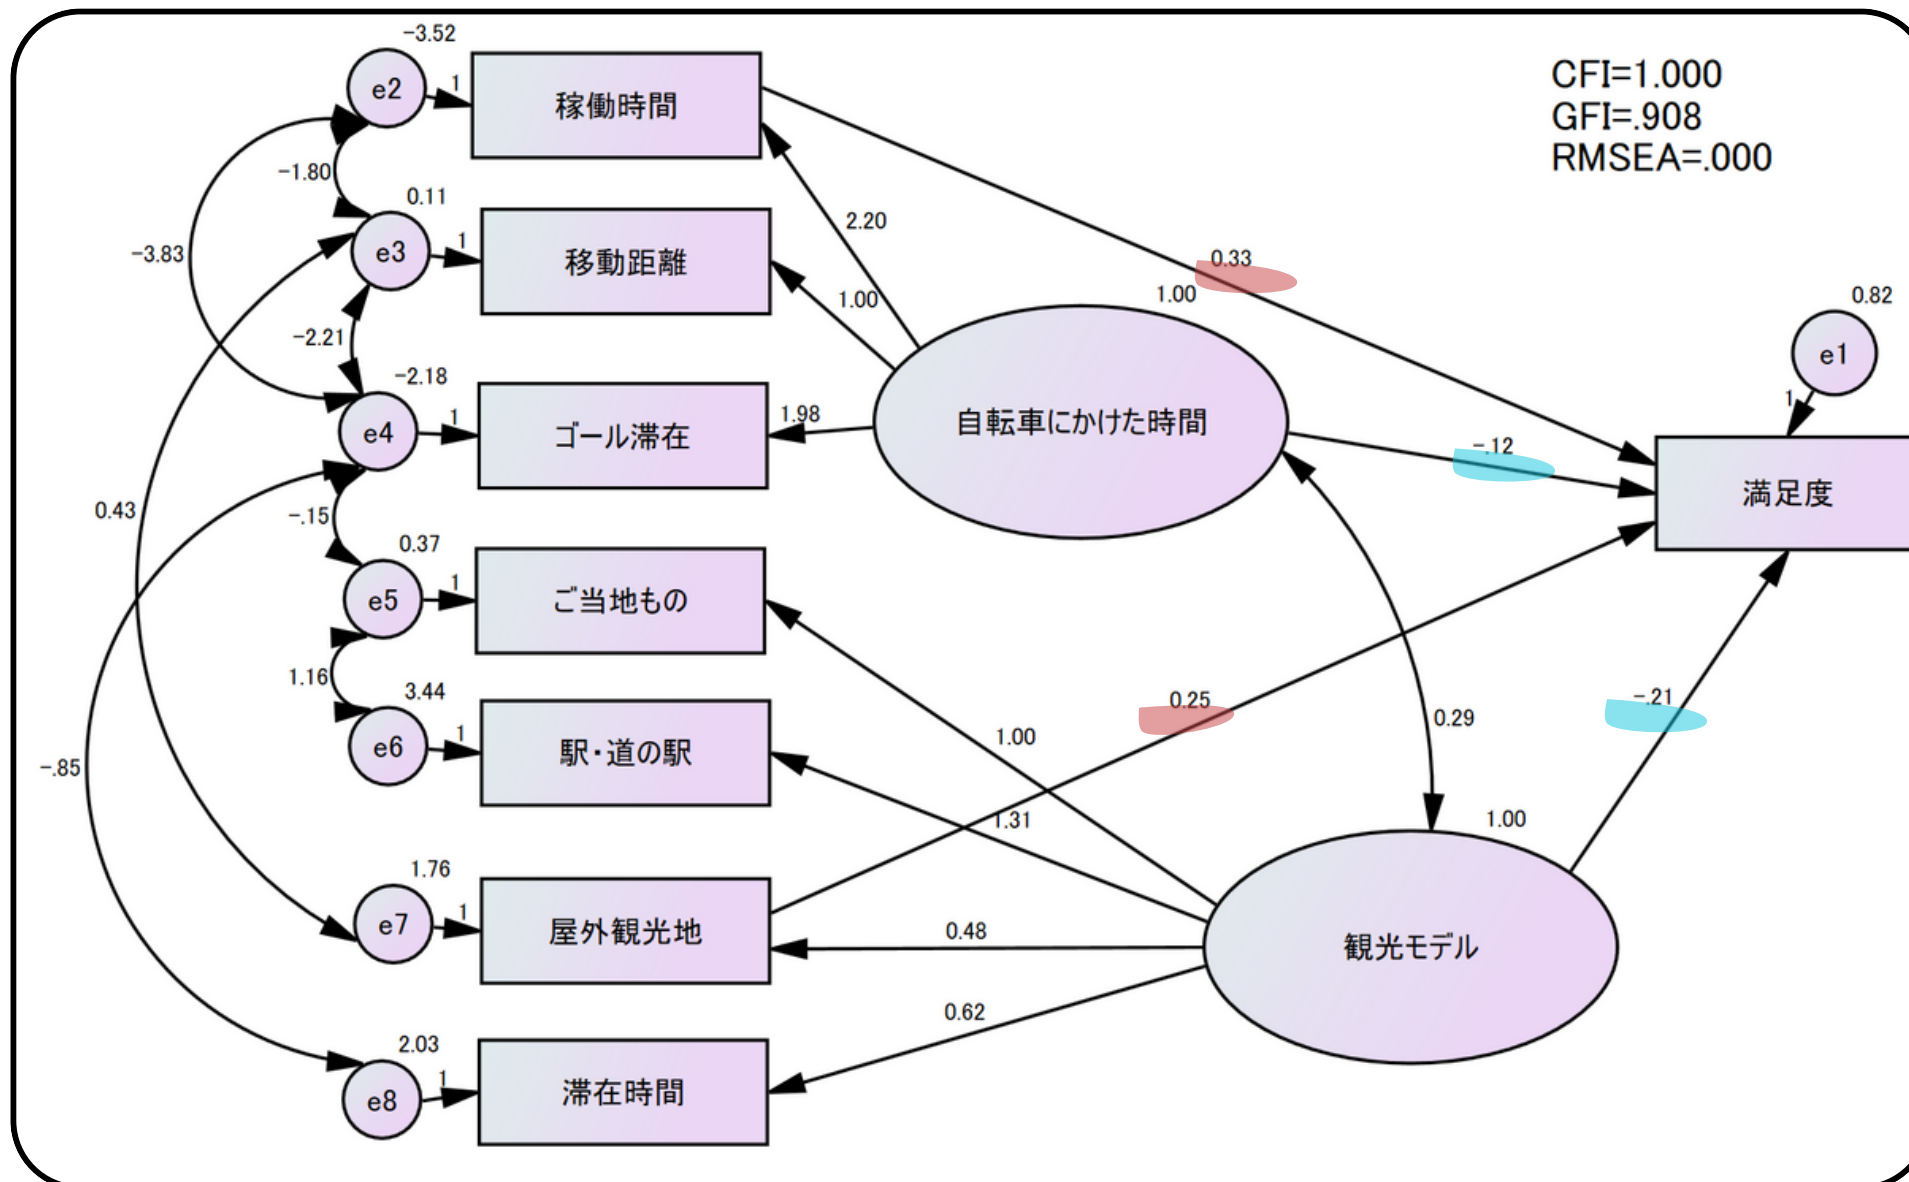 -3.52
e2
1
稼働時間
CFI=1.000
GFI=.908
RMSEA=.000
-1.80
0.11
e3
1
移動距離
2.20
0.33
-3.83
1.00
1.00
0.82
e1
1
-2.21
-2.18
e4
1
ゴール滞在
1.98
自転車にかけた時間
-.12
満足度
0.43
-.15
0.37
e5
1
ご当地もの
1.16
3.44
e6
1
駅・道の駅
1.00
0.25
-.21
0.29
-.85
1.31
1.00
1.76
e7
1
屋外観光地
0.48
観光モデル
0.62
2.03
e8
1
滞在時間